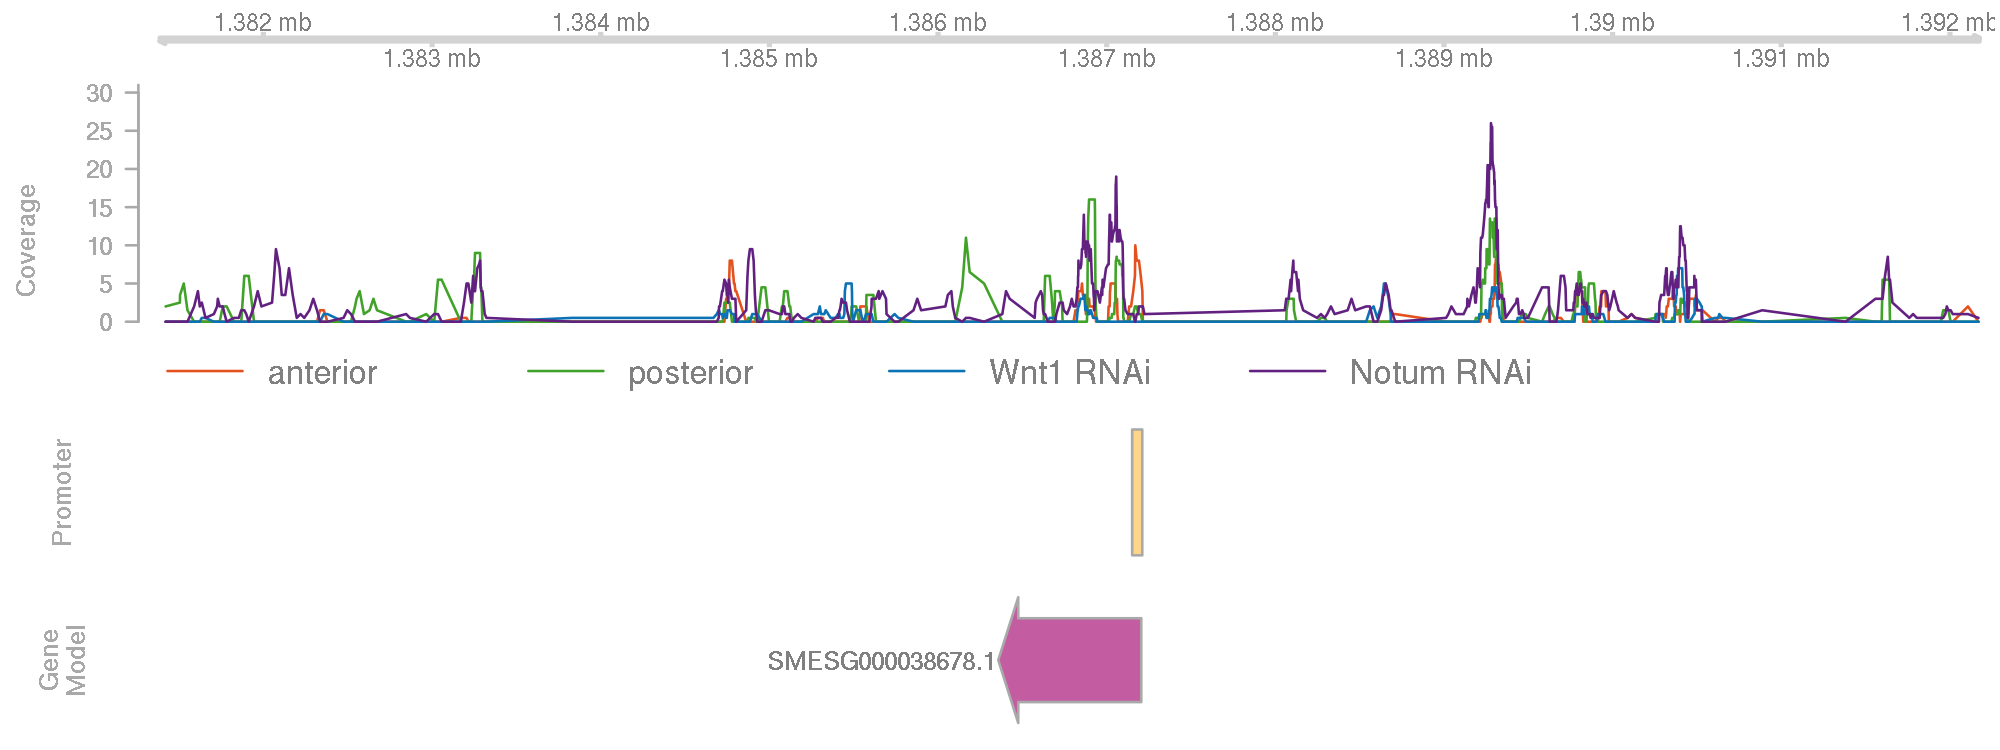 1.382 mb 1.384 mb 1.386 mb 1.388 mb 1.39 mb 1.392 mb
1.383 mb 1.385 mb 1.387 mb 1.389 mb 1.391 mb
30
25
20
15
10
5
0
Coverage
anterior posterior Wnt1 RNAi Notum RNAi
Promoter
Gene
Model
SMESG000038678.1